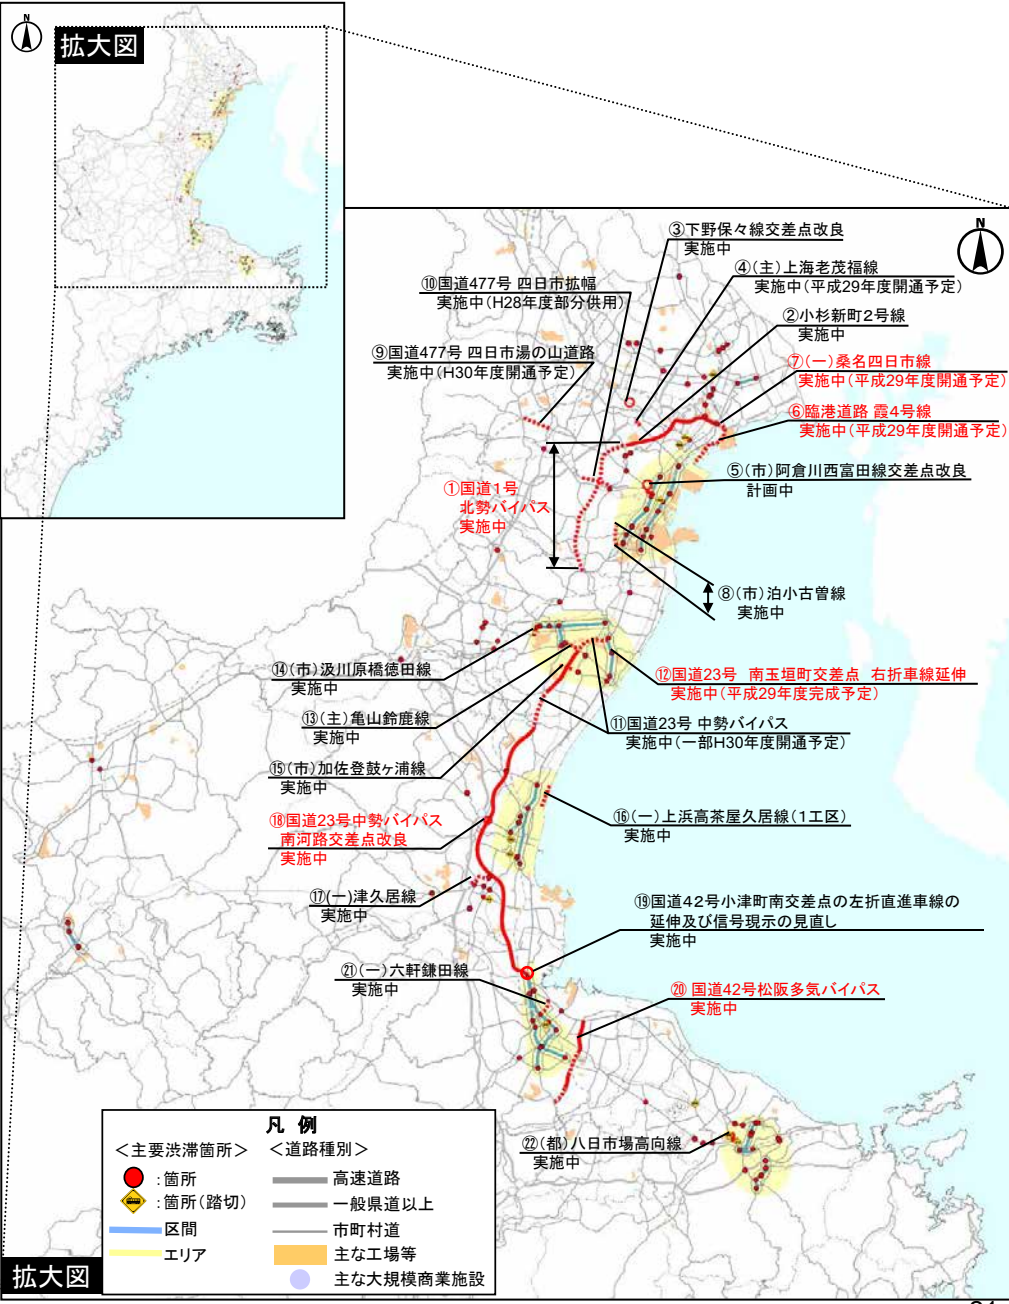 N
拡大図
N
③下野保々線交差点改良
実施中
④(主)上海老茂福線
実施中(平成29年度開通予定)
⑩国道477号 四日市拡幅
実施中(H28年度部分供用)
②小杉新町2号線
実施中
⑨国道477号 四日市湯の山道路
実施中(H30年度開通予定)
⑦(一)桑名四日市線
実施中(平成29年度開通予定)
⑥臨港道路 霞4号線
実施中(平成29年度開通予定)
⑤(市)阿倉川西富田線交差点改良
計画中
①国道1号
北勢バイパス
実施中
⑧(市)泊小古曽線
実施中
⑭(市)汲川原橋徳田線
実施中
⑫国道23号 南玉垣町交差点 右折車線延伸
実施中(平成29年度完成予定)
⑬(主)亀山鈴鹿線
実施中
⑪国道23号 中勢バイパス
実施中(一部H30年度開通予定)
⑮(市)加佐登鼓ヶ浦線
実施中
⑱国道23号中勢バイパス
南河路交差点改良
実施中
⑯(一)上浜高茶屋久居線(1工区)
実施中
⑰(一)津久居線
実施中
⑲国道42号小津町南交差点の左折直進車線の
延伸及び信号現示の見直し
実施中
㉑(一)六軒鎌田線
実施中
⑳国道42号松阪多気バイパス
実施中
㉒(都)八日市場高向線
実施中
凡 例
<主要渋滞箇所> <道路種別>
:箇所 高速道路
:箇所(踏切) 一般県道以上
区間 市町村道
エリア 主な工場等
主な大規模商業施設
拡大図